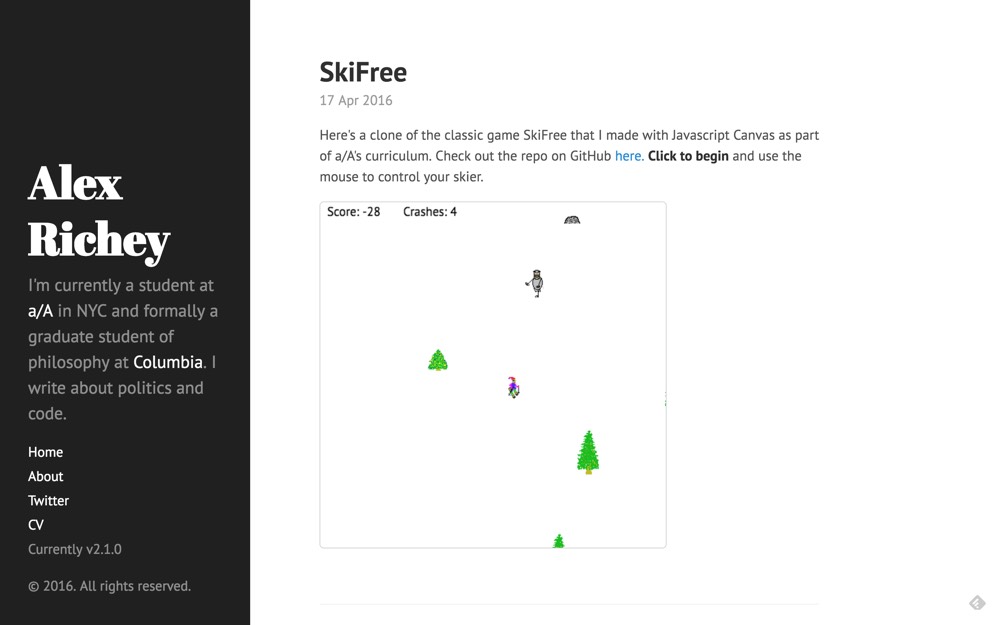 Alex
Richey
I'm currently a student at
a/A in NYC and formally a
graduate student of
philosophy at Columbia. I
write about politics and
code.
Home
About
Twitter
CV
Currently v2.1.0
© 2016. All rights reserved.
SkiFree
17 Apr 2016
Here's a clone of the classic game SkiFree that I made with Javascript Canvas as part
of a/A's curriculum. Check out the repo on GitHub here. Click to begin and use the
mouse to control your skier.
Score: -28 Crashes: 4